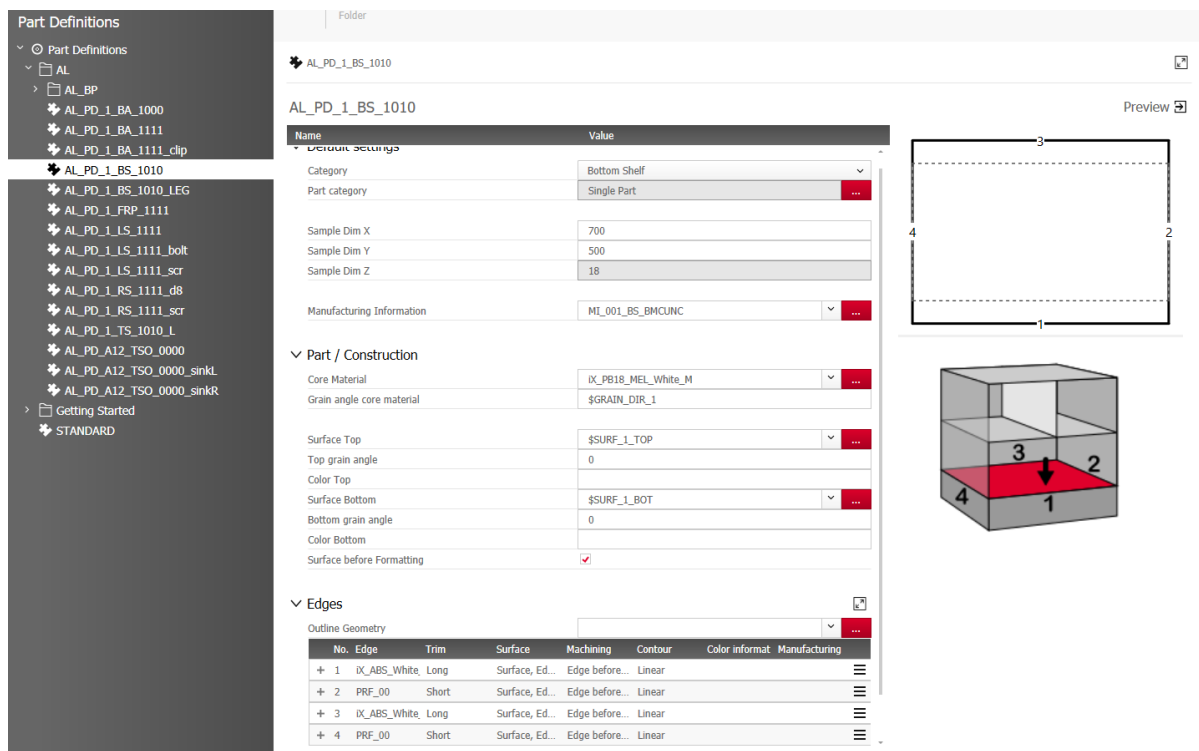 Part Definitions
Part Definitions
AL
AL_BP
AL_PD_1_BA_1000
AL_PD_1_BA_1111
AL_PD_1_BA_1111_clip
AL_PD_1_BS_1010
AL_PD_1_BS_1010_LEG
AL_PD_1_FRP_1111
AL_PD_1_LS_1111
AL_PD_1_LS_1111_bolt
AL_PD_1_LS_1111_scr
AL_PD_1_RS_1111_d8
AL_PD_1_RS_1111_scr
AL_PD_1_TS_1010_L
AL_PD_A12_TSO_0000
AL_PD_A12_TSO_0000_sinkL
AL_PD_A12_TSO_0000_sinkR
Getting Started
STANDARD
Folder
AL_PD_1_BS_1010
AL_PD_1_BS_1010 Preview
Name Value
Default settings
Category Bottom Shelf
Part category Single Part ...
Sample Dim X 700
Sample Dim Y 500
Sample Dim Z 18
Manufacturing Information MI_001_BS_BMCUNC ...
Part / Construction
Core Material iX_PB18_MEL_White_M ...
Grain angle core material $GRAIN_DIR_1
Surface Top $SURF_1_TOP ...
Top grain angle 0
Color Top
Surface Bottom $SURF_1_BOT ...
Bottom grain angle 0
Color Bottom
Surface before Formatting
Edges
Outline Geometry ...
No. Edge Trim Surface Machining Contour Color informat Manufacturing
+ 1 iX_ABS_White_ Long Surface, Ed... Edge before... Linear
+ 2 PRF_00 Short Surface, Ed... Edge before... Linear
+ 3 iX_ABS_White_ Long Surface, Ed... Edge before... Linear
+ 4 PRF_00 Short Surface, Ed... Edge before... Linear
3
4 2
1
3 2
4 1